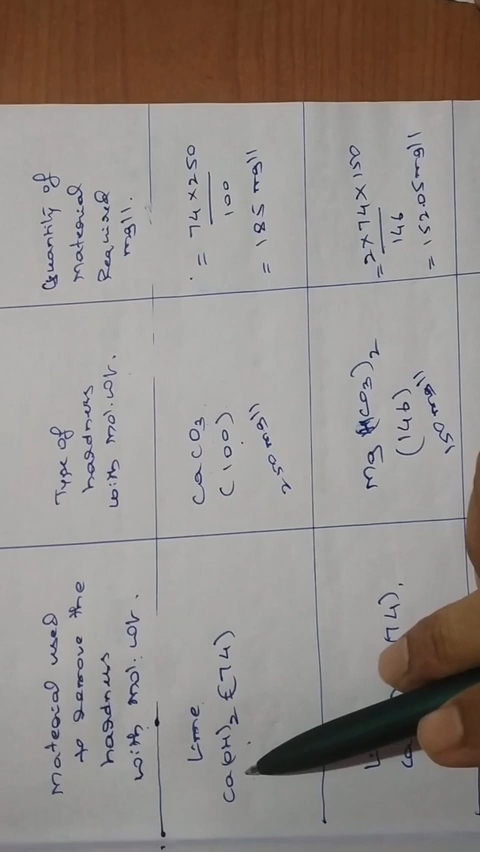 Material used
to remove the
hardness
with mol. wt.
Type of
hardness
with mol. wt.
Quantity of
Material
Required
mg/l.
Lime
Ca(OH)2 (74)
CaCO3
(100)
250 mg/l
= 74 x 250
100
= 185 mg/l
74).
Mg (HCO3)2
(146)
150 mg/l
= 2 x 74 x 150
146
= 152.05 mg/l